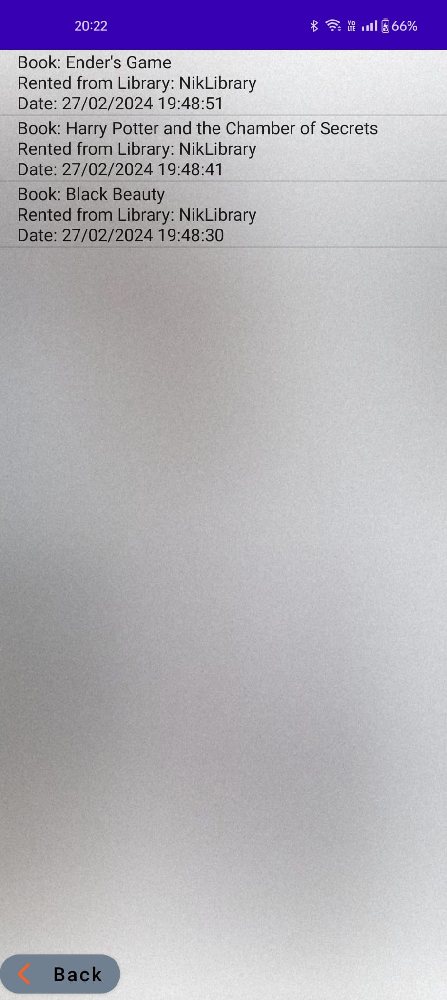 20:22
Vo LTE 66%
Book: Ender's Game
Rented from Library: NikLibrary
Date: 27/02/2024 19:48:51
Book: Harry Potter and the Chamber of Secrets
Rented from Library: NikLibrary
Date: 27/02/2024 19:48:41
Book: Black Beauty
Rented from Library: NikLibrary
Date: 27/02/2024 19:48:30
Back